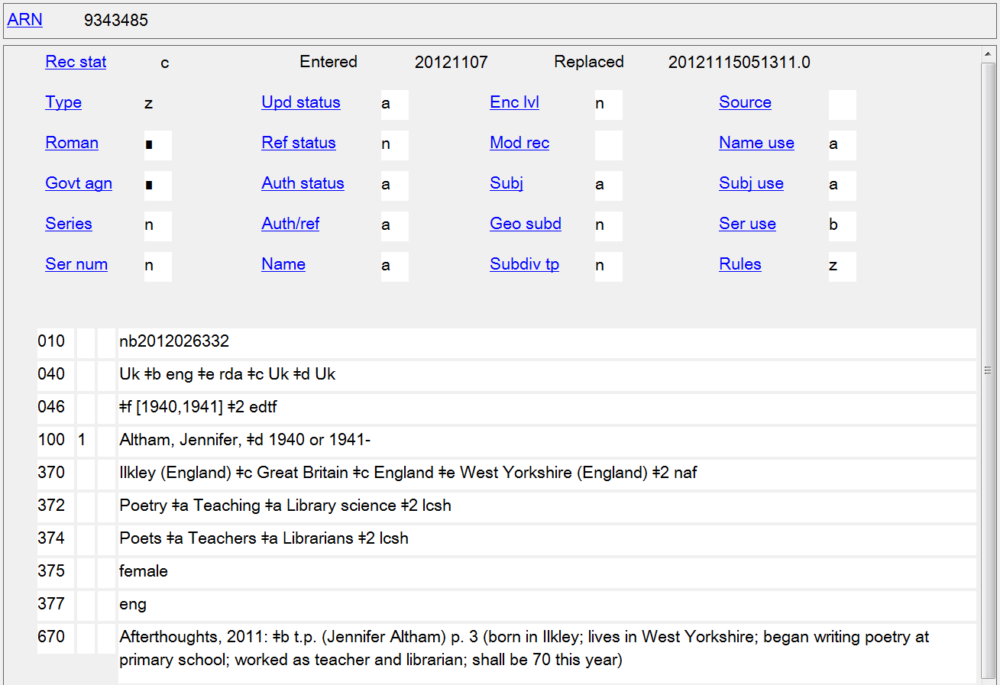 ARN 9343485
Rec stat c Entered 20121107 Replaced 20121115051311.0
Type z Upd status a Enc lvl n Source
Roman ∎ Ref status n Mod rec Name use a
Govt agn ∎ Auth status a Subj a Subj use a
Series n Auth/ref a Geo subd n Ser use b
Ser num n Name a Subdiv tp n Rules z
010 nb2012026332
040 Uk ǂb eng ǂe rda ǂc Uk ǂd Uk
046 ǂf [1940,1941] ǂ2 edtf
100 1 Altham, Jennifer, ǂd 1940 or 1941-
370 Ilkley (England) ǂc Great Britain ǂc England ǂe West Yorkshire (England) ǂ2 naf
372 Poetry ǂa Teaching ǂa Library science ǂ2 lcsh
374 Poets ǂa Teachers ǂa Librarians ǂ2 lcsh
375 female
377 eng
670 Afterthoughts, 2011: ǂb t.p. (Jennifer Altham) p. 3 (born in Ilkley; lives in West Yorkshire; began writing poetry at
primary school; worked as teacher and librarian; shall be 70 this year)